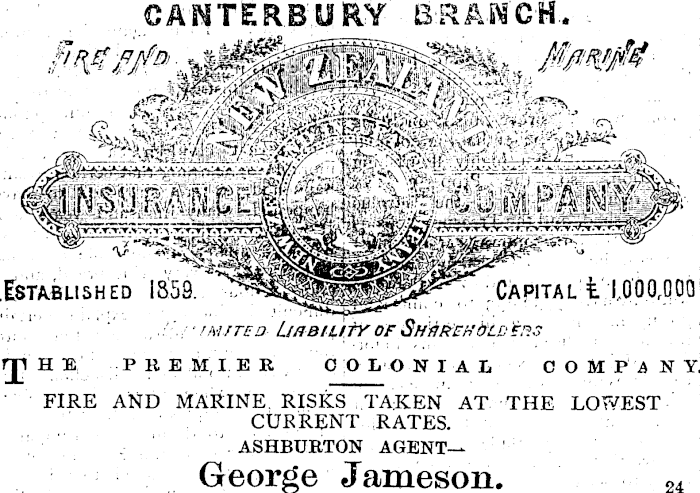 CANTERBURY BRANCH.
FIRE AND MARINE
NEW ZEALAND
INSURANCE COMPANY
ESTABLISHED 1859. CAPITAL £ 1,000,000
LIABILITY OF SHAREHOLDERS
THE PREMIER COLONIAL COMPANY.
FIRE AND MARINE RISKS TAKEN AT THE LOWEST
CURRENT RATES.
ASHBURTON AGENT—
George Jameson.
24